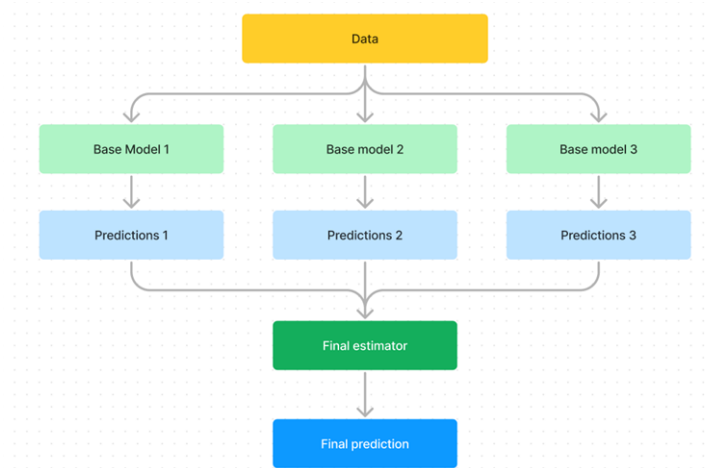 Data
Base Model 1
Base model 2
Base model 3
Predictions 1
Predictions 2
Predictions 3
Final estimator
Final prediction